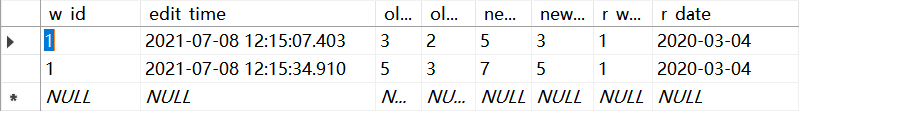 w id edit time ol... ol... ne... new... r w... r date
1 2021-07-08 12:15:07.403 3 2 5 3 1 2020-03-04
1 2021-07-08 12:15:34.910 5 3 7 5 1 2020-03-04
* NULL NULL N... NU... NULL NULL NULL NULL